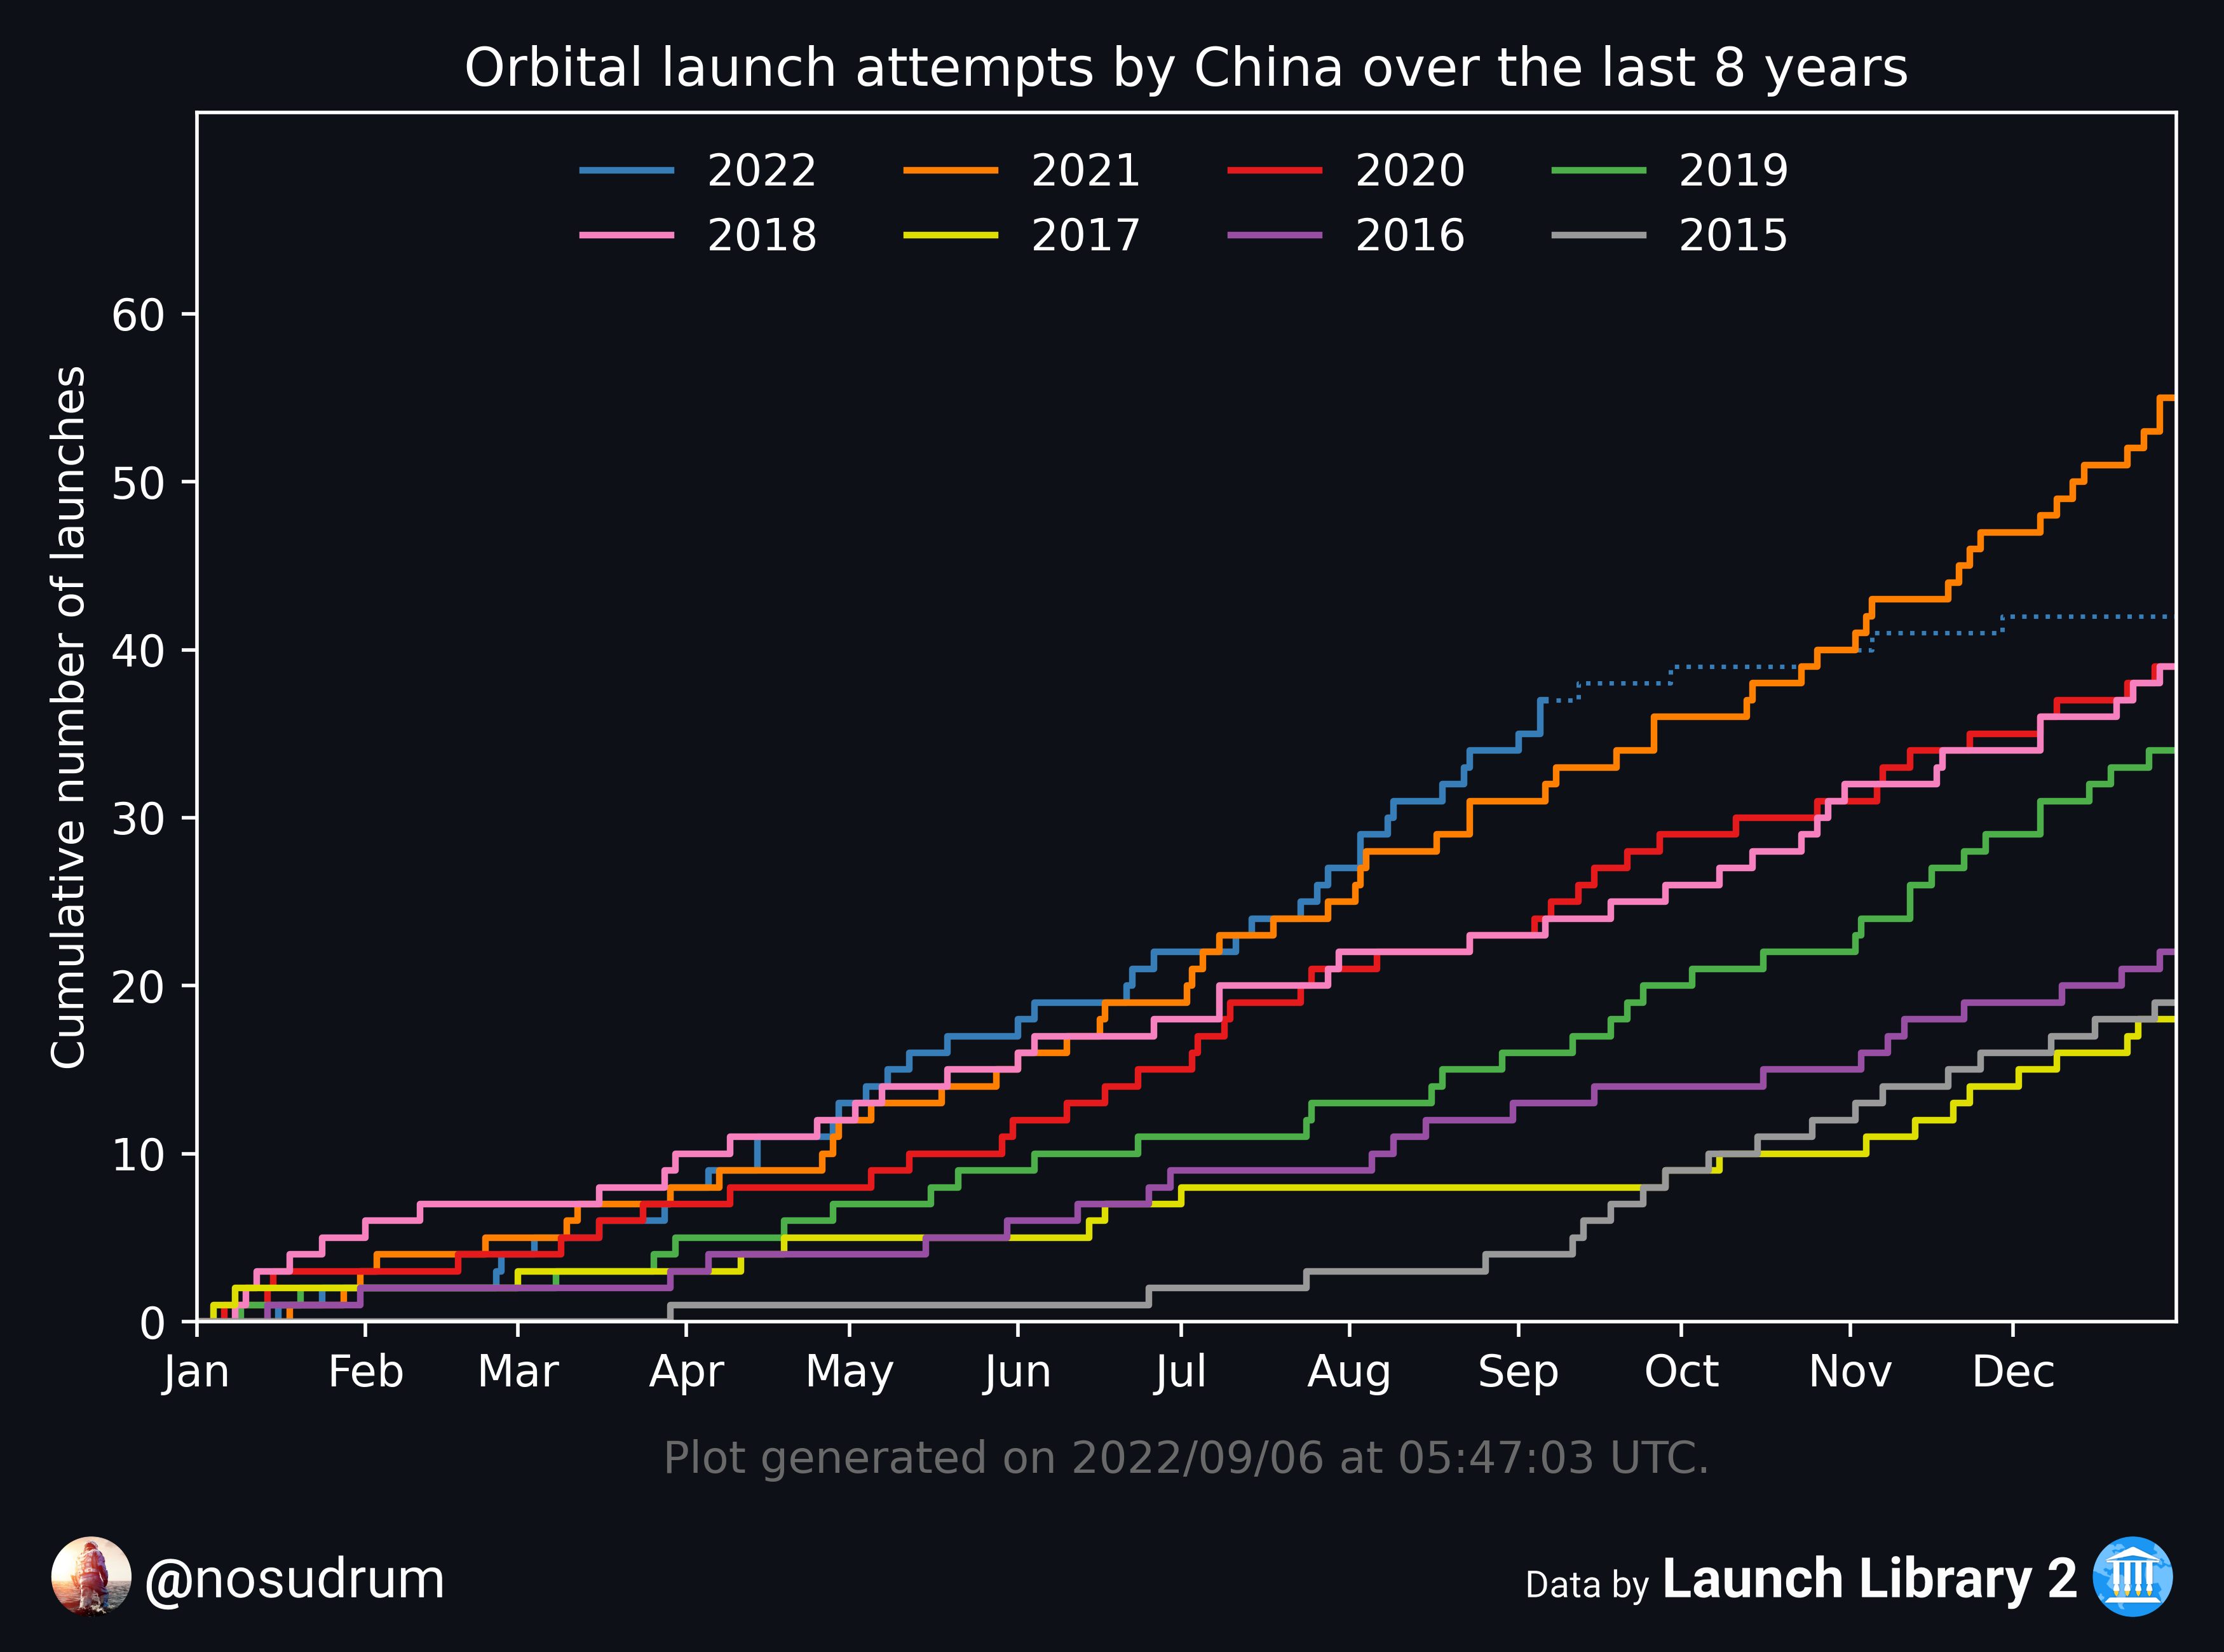 Orbital launch attempts by China over the last 8 years
2022 2021 2020 2019
2018 2017 2016 2015
Cumulative number of launches
60
50
40
30
20
10
0
Jan Feb Mar Apr May Jun Jul Aug Sep Oct Nov Dec
Plot generated on 2022/09/06 at 05:47:03 UTC.
@nosudrum
Data by Launch Library 2